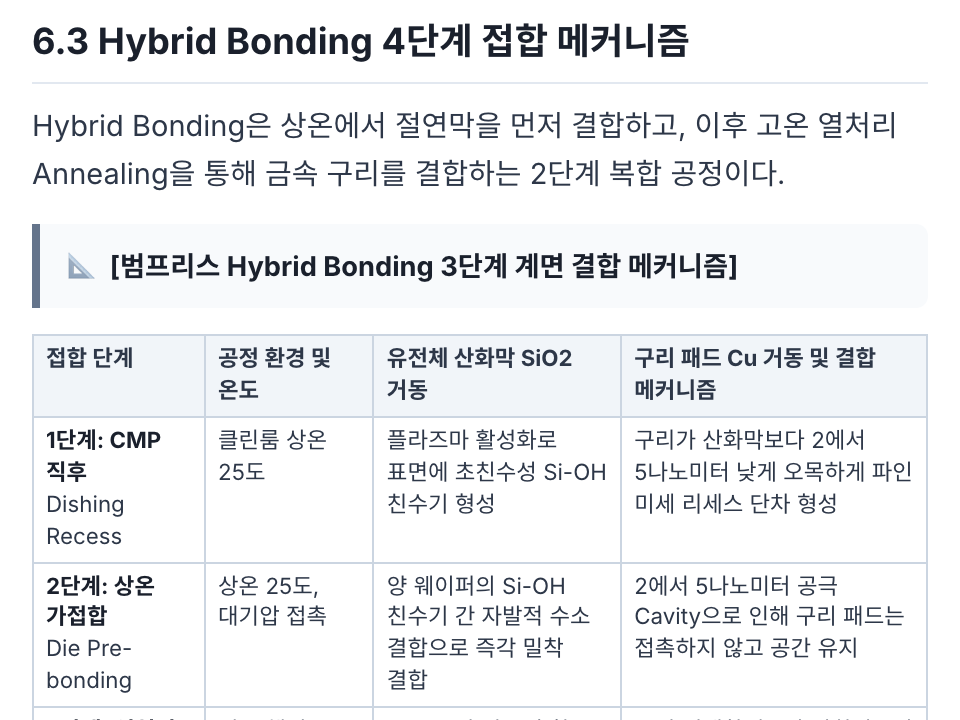 6.3 Hybrid Bonding 4단계 접합 메커니즘
Hybrid Bonding은 상온에서 절연막을 먼저 결합하고, 이후 고온 열처리
Annealing을 통해 금속 구리를 결합하는 2단계 복합 공정이다.
[범프리스 Hybrid Bonding 3단계 계면 결합 메커니즘]
접합 단계
공정 환경 및
온도
유전체 산화막 SiO2
거동
구리 패드 Cu 거동 및 결합
메커니즘
1단계: CMP
직후
Dishing
Recess
클린룸 상온
25도
플라즈마 활성화로
표면에 초친수성 Si-OH
친수기 형성
구리가 산화막보다 2에서
5나노미터 낮게 오목하게 파인
미세 리세스 단차 형성
2단계: 상온
가접합
Die Pre-
bonding
상온 25도,
대기압 접촉
양 웨이퍼의 Si-OH
친수기 간 자발적 수소
결합으로 즉각 밀착
결합
2에서 5나노미터 공극
Cavity으로 인해 구리 패드는
접촉하지 않고 공간 유지